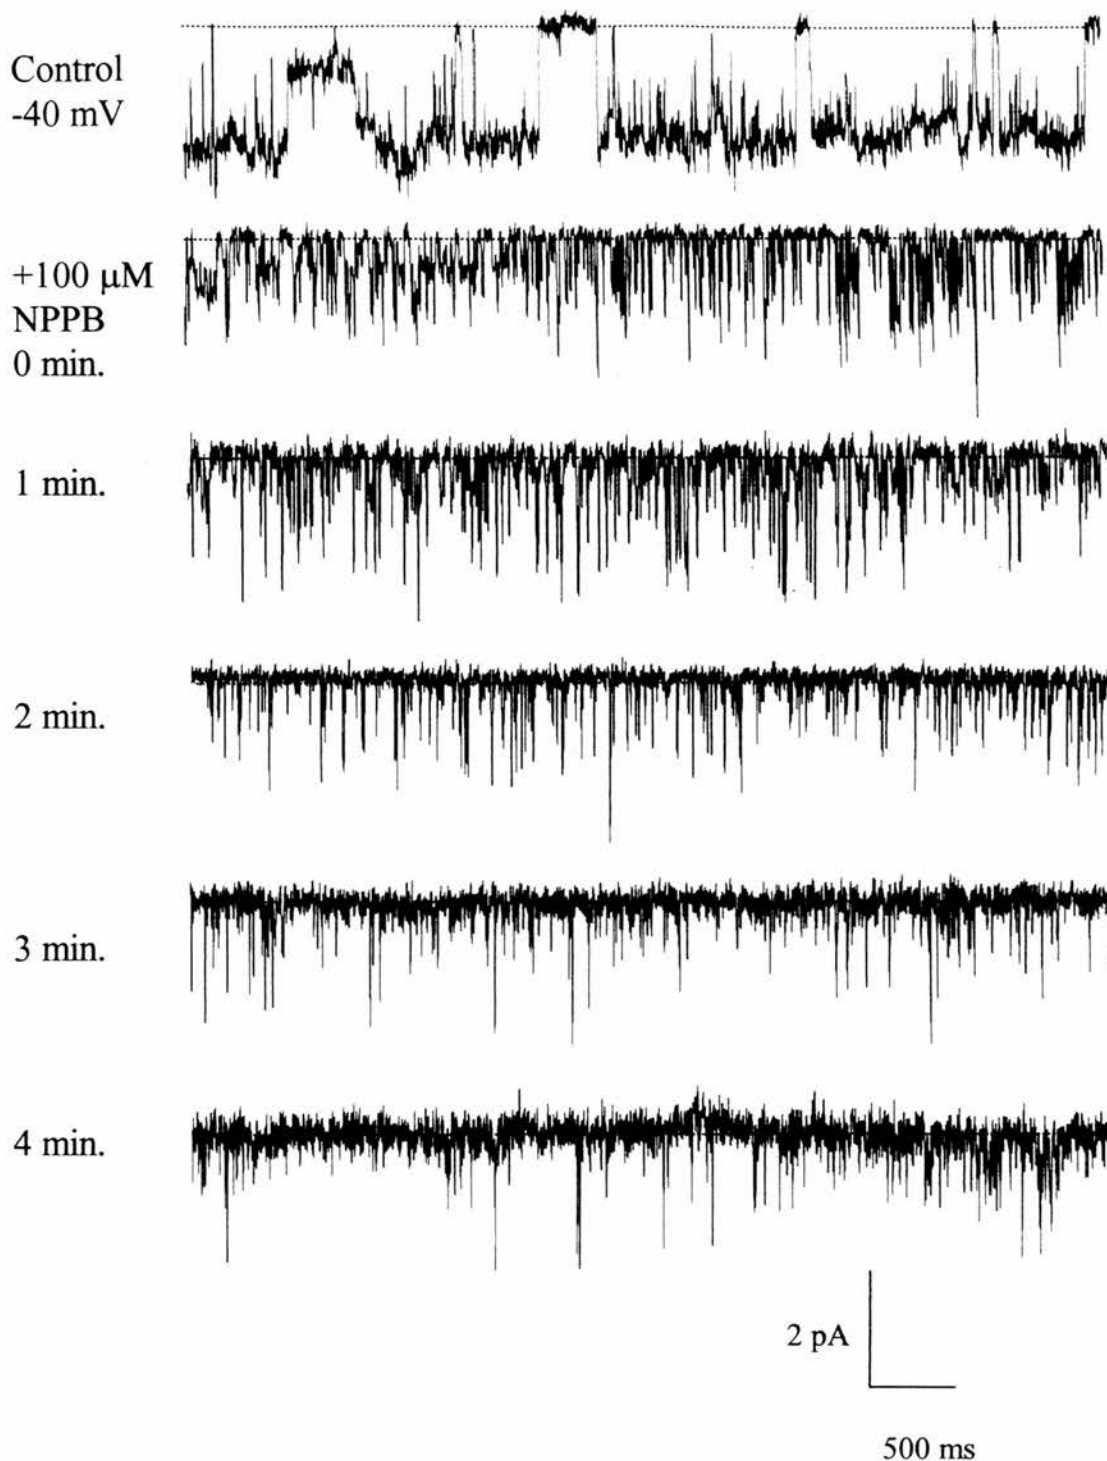 Control
-40 mV
+100 μM
NPPB
0 min.
1 min.
2 min.
3 min.
4 min.
2 pA
500 ms